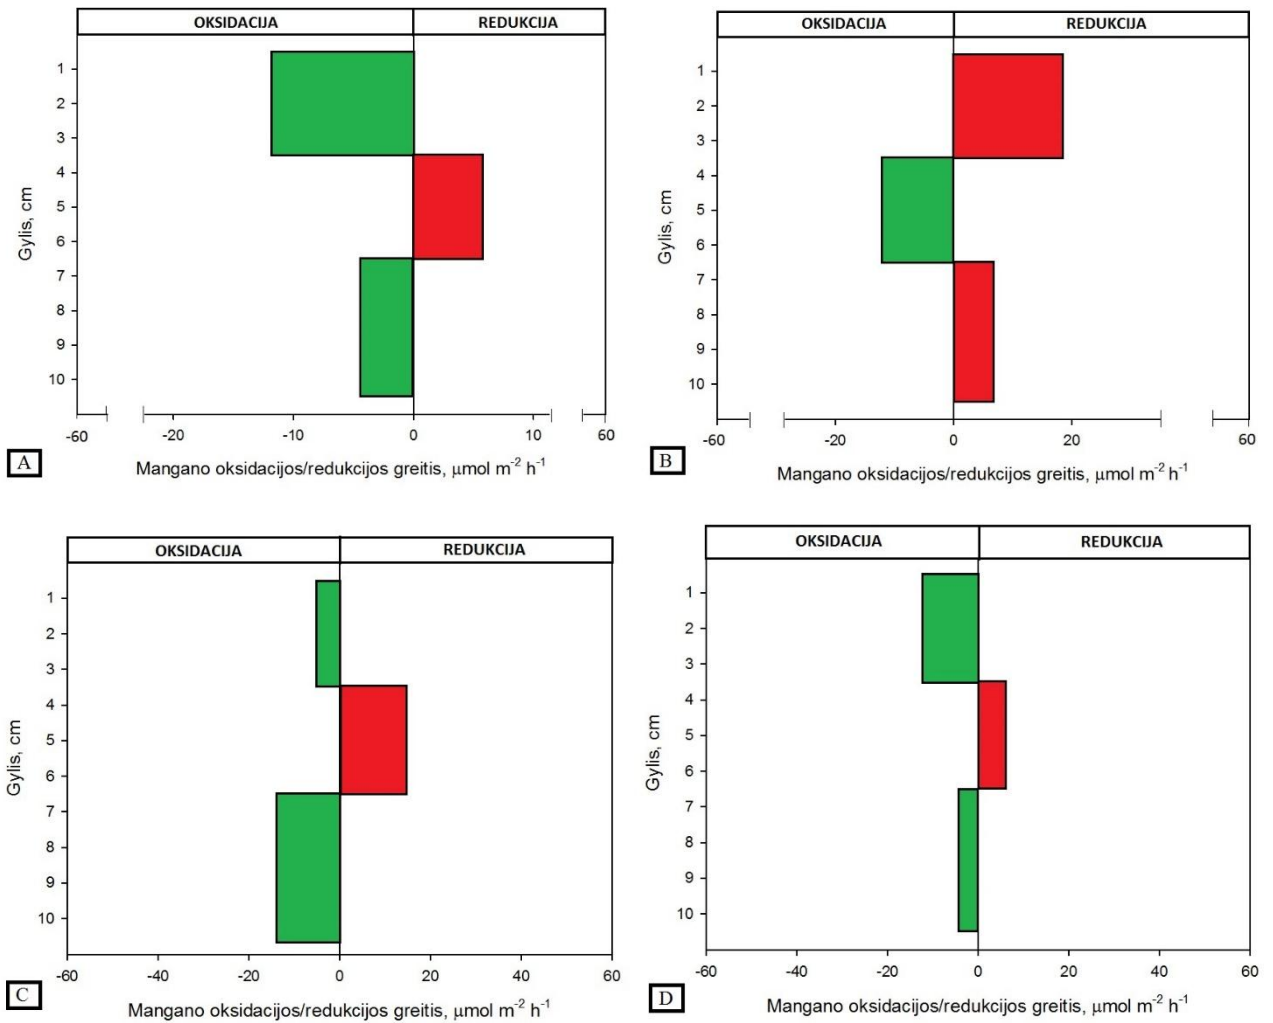 OKSIDACIJA REDUKCIJA
1
2
3
4
5
6
7
8
9
10
Gylis, cm
-60 -20 -10 0 10 60
Mangano oksidacijos/redukcijos greitis, μmol m⁻² h⁻¹
A
OKSIDACIJA REDUKCIJA
1
2
3
4
5
6
7
8
9
10
Gylis, cm
-60 -20 0 20 60
Mangano oksidacijos/redukcijos greitis, μmol m⁻² h⁻¹
B
OKSIDACIJA REDUKCIJA
1
2
3
4
5
6
7
8
9
10
Gylis, cm
-60 -40 -20 0 20 40 60
Mangano oksidacijos/redukcijos greitis, μmol m⁻² h⁻¹
C
OKSIDACIJA REDUKCIJA
1
2
3
4
5
6
7
8
9
10
Gylis, cm
-60 -40 -20 0 20 40 60
Mangano oksidacijos/redukcijos greitis, μmol m⁻² h⁻¹
D